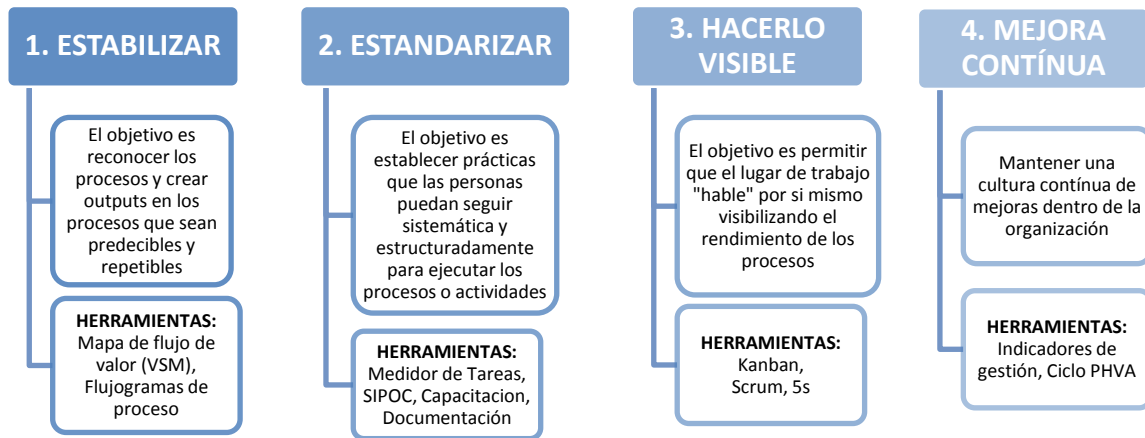 1. ESTABILIZAR
El objetivo es
reconocer los
procesos y crear
outputs en los
procesos que sean
predecibles y
repetibles
HERRAMIENTAS:
Mapa de flujo de
valor (VSM),
Flujogramas de
proceso
2. ESTANDARIZAR
El objetivo es
establecer prácticas
que las personas
puedan seguir
sistemática y
estructuradamente
para ejecutar los
procesos o actividades
HERRAMIENTAS:
Medidor de Tareas,
SIPOC, Capacitacion,
Documentación
3. HACERLO
VISIBLE
El objetivo es permitir
que el lugar de trabajo
"hable" por si mismo
visibilizando el
rendimiento de los
procesos
HERRAMIENTAS:
Kanban,
Scrum, 5s
4. MEJORA
CONTÍNUA
Mantener una
cultura contínua de
mejoras dentro de la
organización
HERRAMIENTAS:
Indicadores de
gestión, Ciclo PHVA